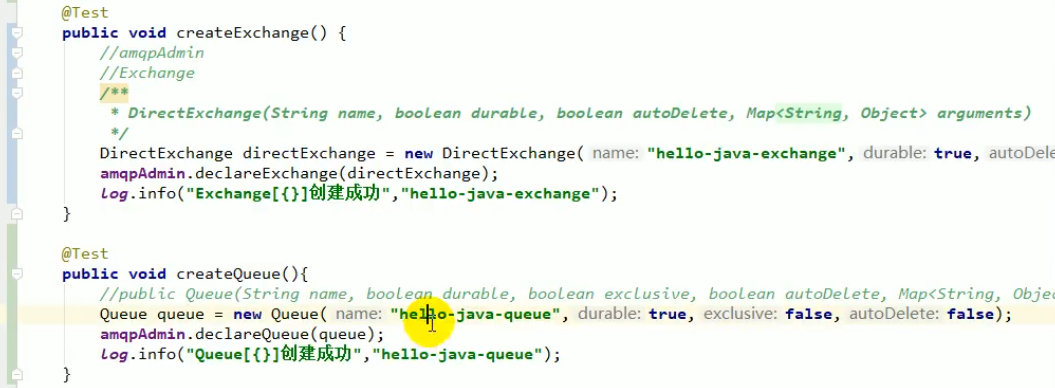 @Test
public void createExchange() {
//amqpAdmin
//Exchange
/**
* DirectExchange(String name, boolean durable, boolean autoDelete, Map<String, Object> arguments)
*/
DirectExchange directExchange = new DirectExchange( name: "hello-java-exchange", durable: true, autoDele
amqpAdmin.declareExchange(directExchange);
log.info("Exchange[{}]创建成功","hello-java-exchange");
}
@Test
public void createQueue(){
//public Queue(String name, boolean durable, boolean exclusive, boolean autoDelete, Map<String, Objec
Queue queue = new Queue( name: "hello-java-queue", durable: true, exclusive: false, autoDelete: false);
amqpAdmin.declareQueue(queue);
log.info("Queue[{}]创建成功","hello-java-queue");
}